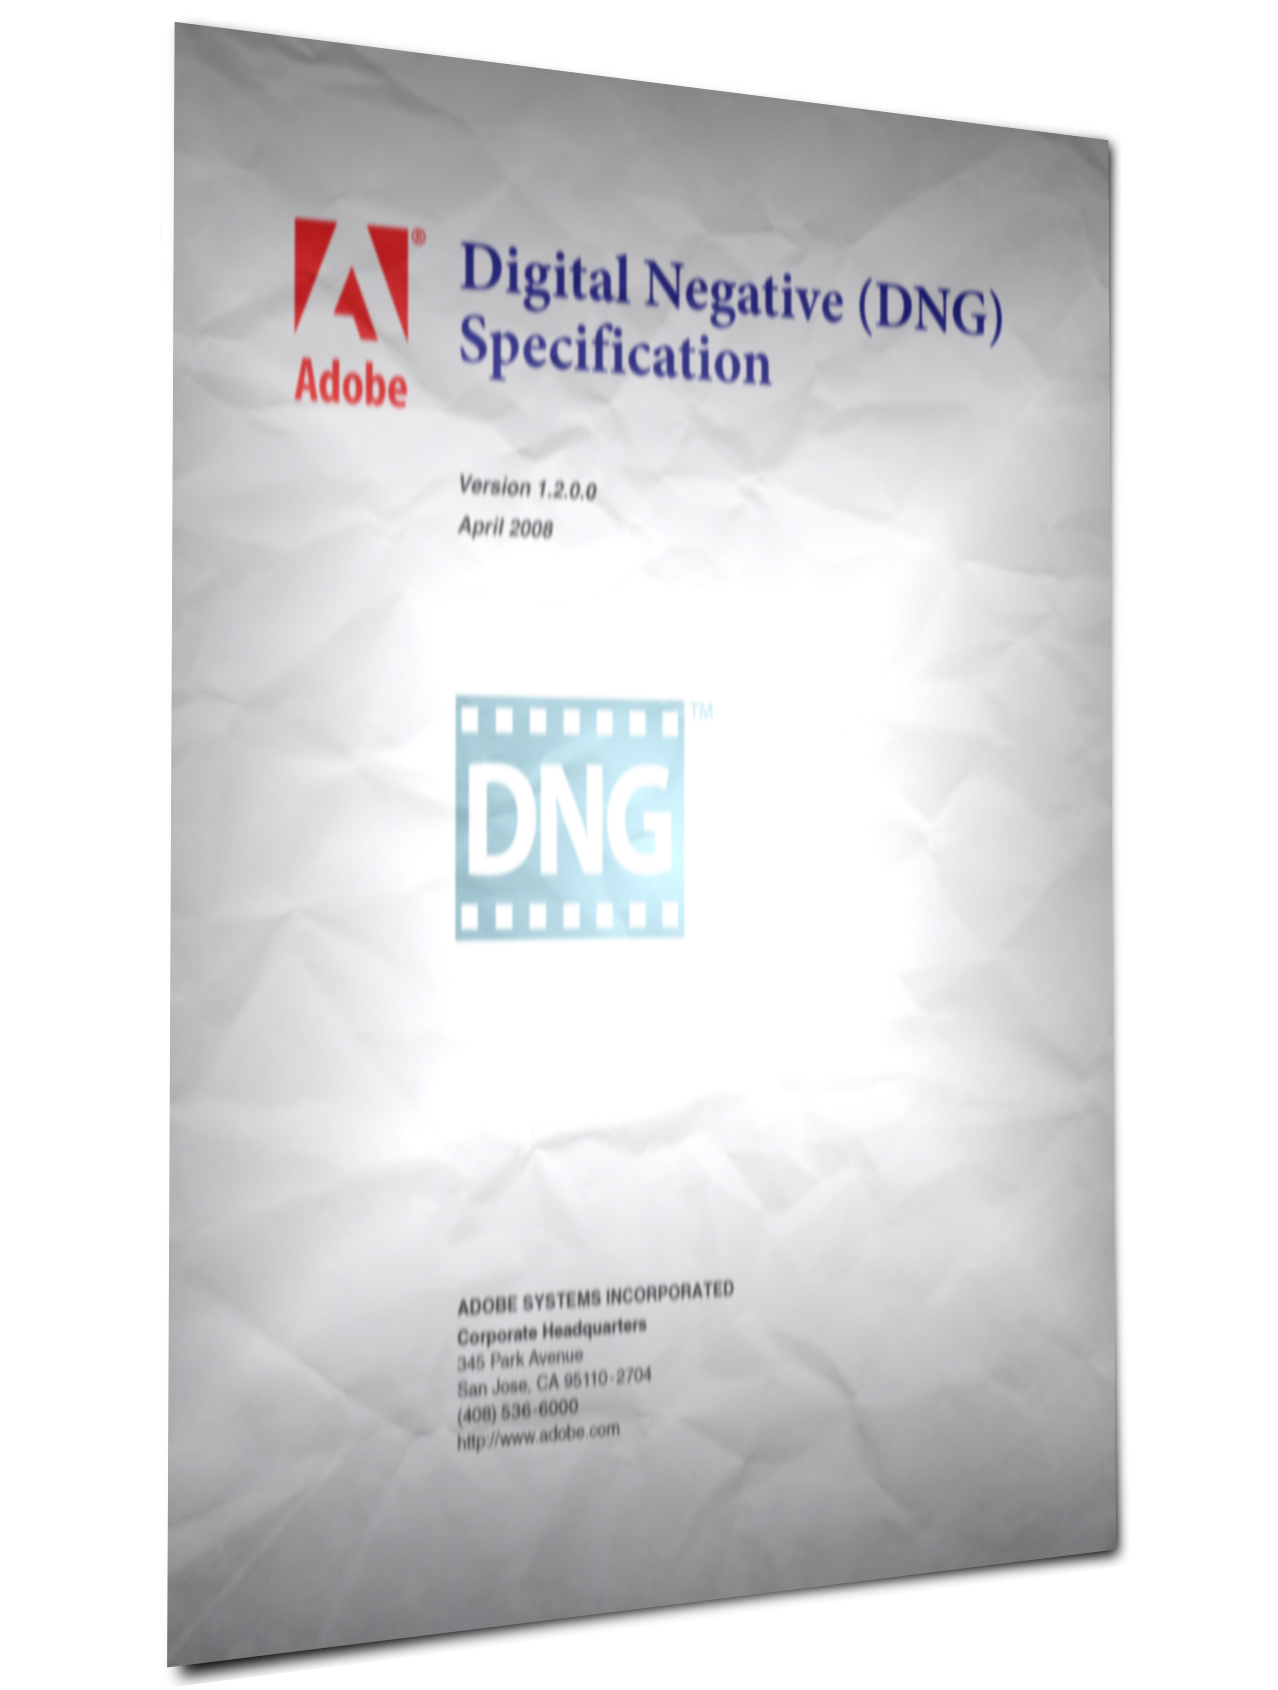 Adobe
®
Digital Negative (DNG)
Specification
Version 1.2.0.0
April 2008
DNG
TM
ADOBE SYSTEMS INCORPORATED
Corporate Headquarters
345 Park Avenue
San Jose, CA 95110-2704
(408) 536-6000
http://www.adobe.com